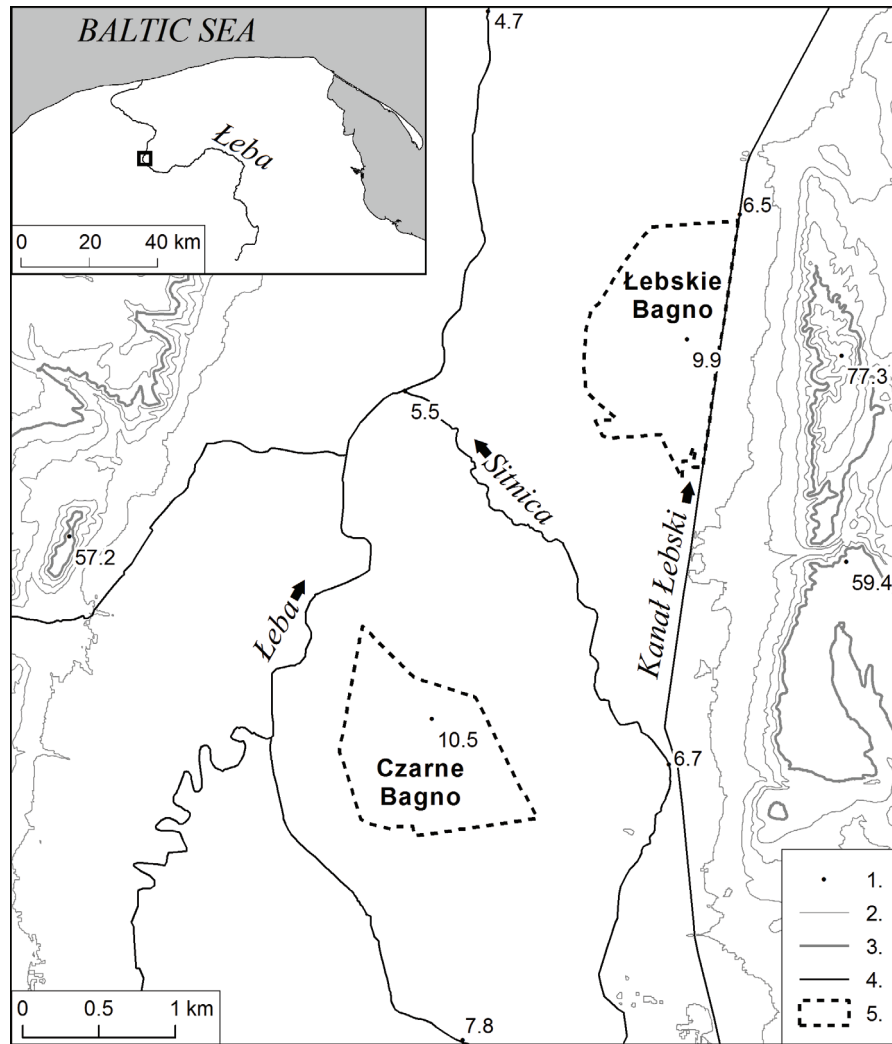 BALTIC SEA
Łeba
0 20 40 km
4.7
6.5
Łebskie
Bagno
9.9
77.3
5.5
Sitnica
57.2
Kanał Łebski
59.4
Łeba
10.5
Czarne
Bagno
6.7
7.8
0 0.5 1 km
1.
2.
3.
4.
5.